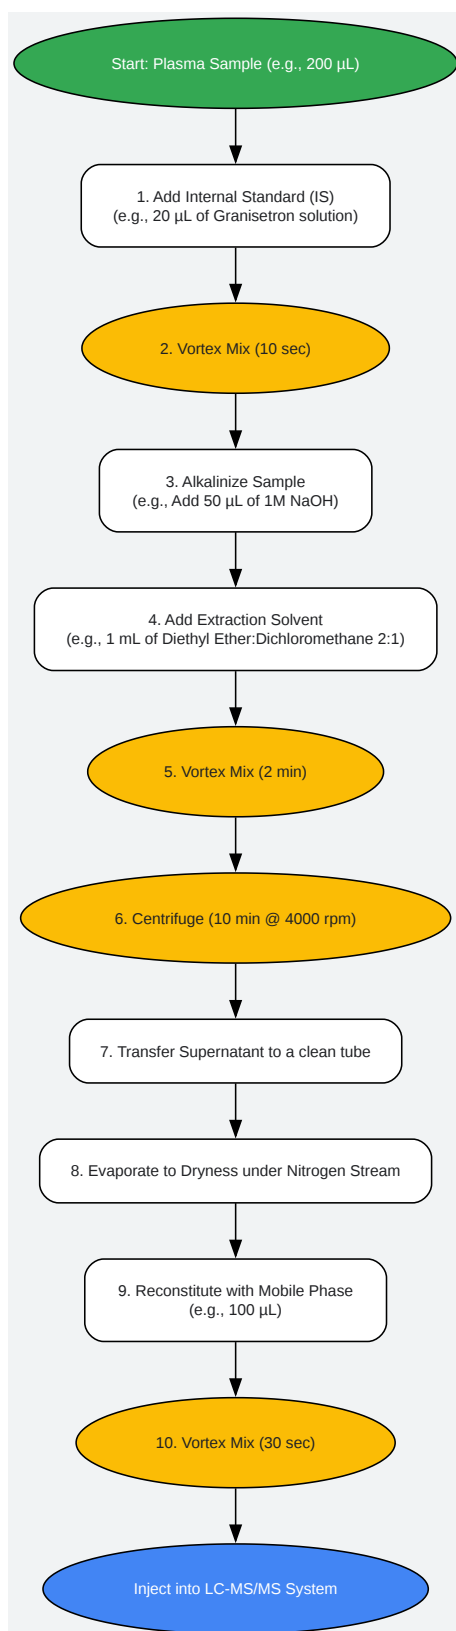 Start: Plasma Sample (e.g., 200 µL)
1. Add Internal Standard (IS)
(e.g., 20 µL of Granisetron solution)
2. Vortex Mix (10 sec)
3. Alkalinize Sample
(e.g., Add 50 µL of 1M NaOH)
4. Add Extraction Solvent
(e.g., 1 mL of Diethyl Ether:Dichloromethane 2:1)
5. Vortex Mix (2 min)
6. Centrifuge (10 min @ 4000 rpm)
7. Transfer Supernatant to a clean tube
8. Evaporate to Dryness under Nitrogen Stream
9. Reconstitute with Mobile Phase
(e.g., 100 µL)
10. Vortex Mix (30 sec)
Inject into LC-MS/MS System